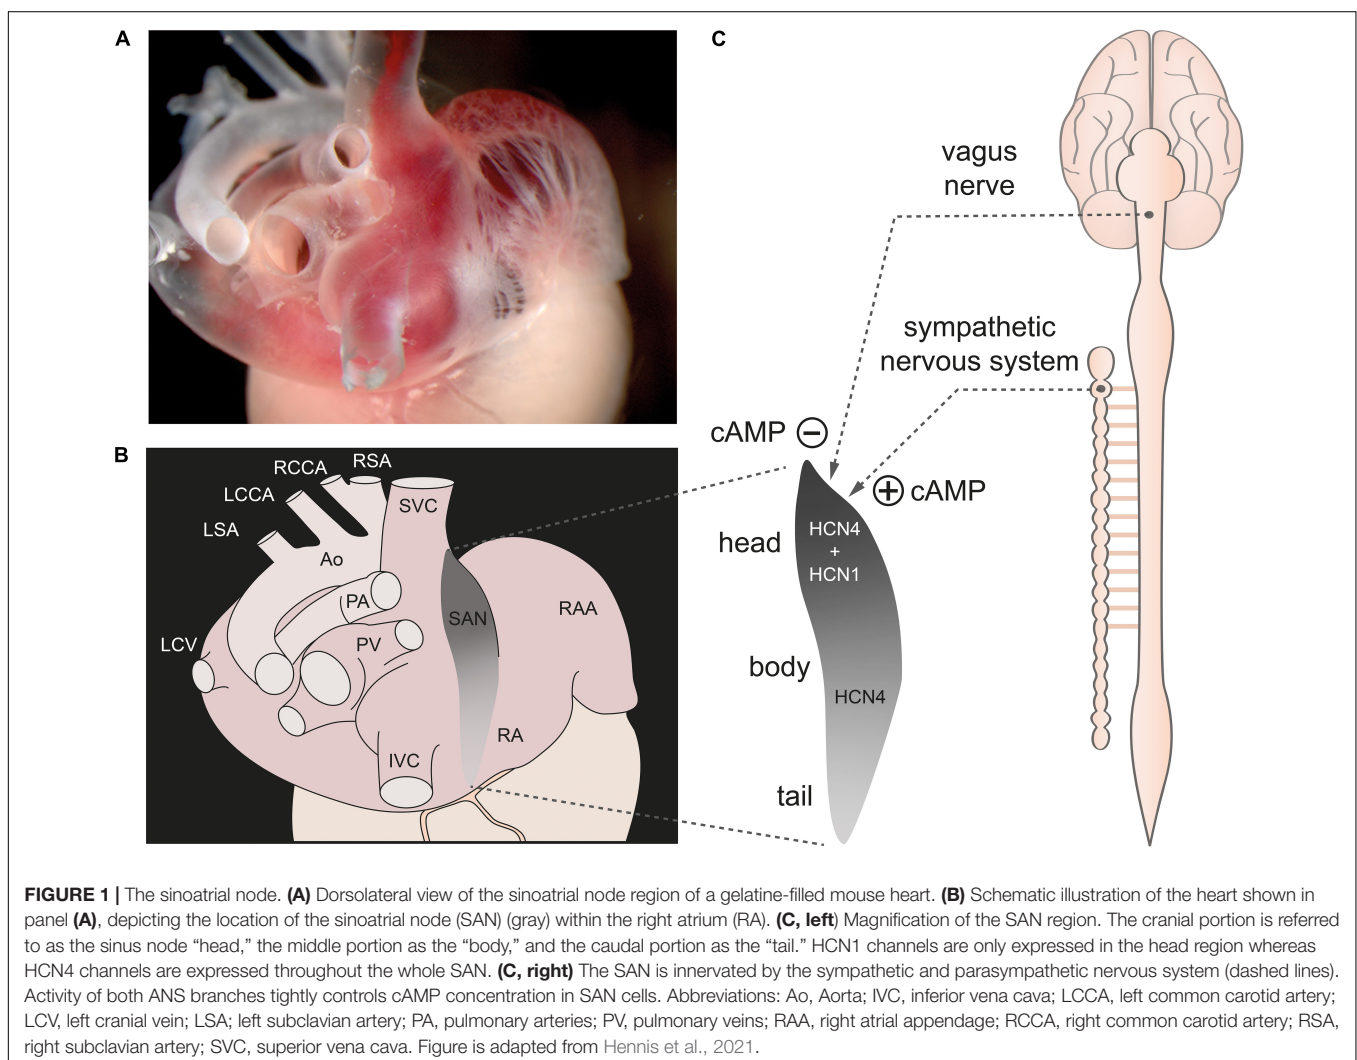 A
C
vagus
nerve
sympathetic
nervous system
cAMP −
+ cAMP
head
HCN4
+
HCN1
body
HCN4
tail
B
RSA
RCCA
LCCA
LSA
SVC
Ao
PA
SAN
RAA
LCV
PV
RA
IVC
FIGURE 1 | The sinoatrial node. (A) Dorsolateral view of the sinoatrial node region of a gelatine-filled mouse heart. (B) Schematic illustration of the heart shown in
panel (A), depicting the location of the sinoatrial node (SAN) (gray) within the right atrium (RA). (C, left) Magnification of the SAN region. The cranial portion is referred
to as the sinus node “head,” the middle portion as the “body,” and the caudal portion as the “tail.” HCN1 channels are only expressed in the head region whereas
HCN4 channels are expressed throughout the whole SAN. (C, right) The SAN is innervated by the sympathetic and parasympathetic nervous system (dashed lines).
Activity of both ANS branches tightly controls cAMP concentration in SAN cells. Abbreviations: Ao, Aorta; IVC, inferior vena cava; LCCA, left common carotid artery;
LCV, left cranial vein; LSA; left subclavian artery; PA, pulmonary arteries; PV, pulmonary veins; RAA, right atrial appendage; RCCA, right common carotid artery; RSA,
right subclavian artery; SVC, superior vena cava. Figure is adapted from Hennis et al., 2021.